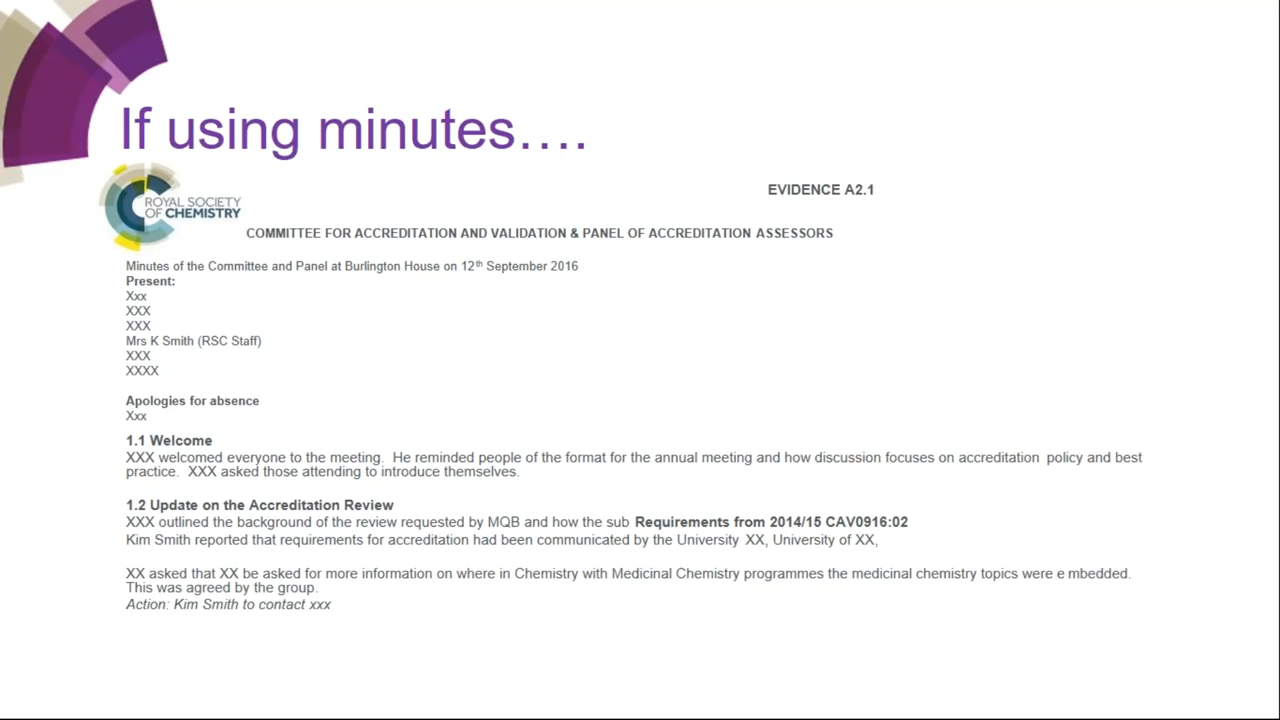 If using minutes….
ROYAL SOCIETY
OF CHEMISTRY
EVIDENCE A2.1
COMMITTEE FOR ACCREDITATION AND VALIDATION & PANEL OF ACCREDITATION ASSESSORS
Minutes of the Committee and Panel at Burlington House on 12th September 2016
Present:
Xxx
XXX
XXX
Mrs K Smith (RSC Staff)
XXX
XXXX
Apologies for absence
Xxx
1.1 Welcome
XXX welcomed everyone to the meeting. He reminded people of the format for the annual meeting and how discussion focuses on accreditation policy and best
practice. XXX asked those attending to introduce themselves.
1.2 Update on the Accreditation Review
XXX outlined the background of the review requested by MQB and how the sub Requirements from 2014/15 CAV0916:02
Kim Smith reported that requirements for accreditation had been communicated by the University XX, University of XX,
XX asked that XX be asked for more information on where in Chemistry with Medicinal Chemistry programmes the medicinal chemistry topics were e mbedded.
This was agreed by the group.
Action: Kim Smith to contact xxx